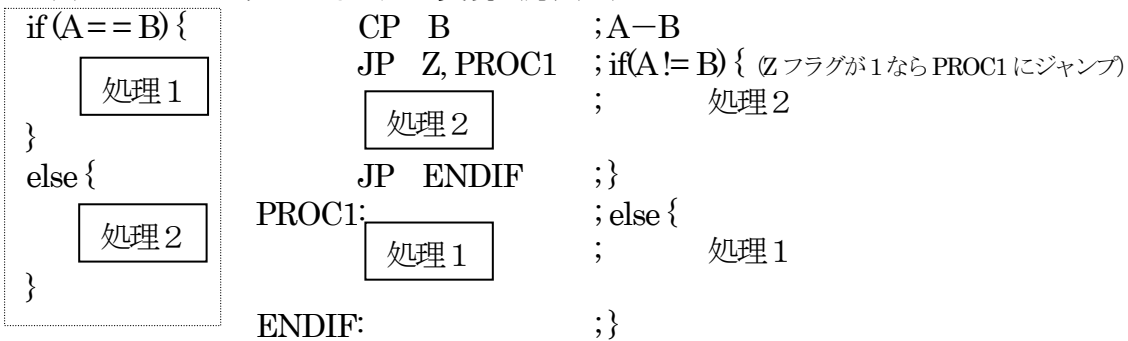 if (A == B) {
処理１
}
else {
処理２
}
CP B ; A－B
JP Z, PROC1 ; if(A != B) { (Z フラグが 1 なら PROC1 にジャンプ)
処理２ ; 処理２
JP ENDIF ; }
PROC1: ; else {
処理１ ; 処理１
ENDIF: ; }